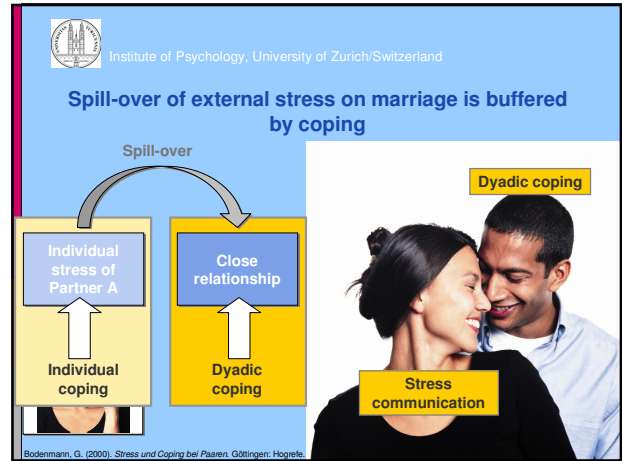 Institute of Psychology, University of Zurich/Switzerland
Spill-over of external stress on marriage is buffered
by coping
Spill-over
Individual
stress of
Partner A
Close
relationship
Individual
coping
Dyadic
coping
Dyadic coping
Stress
communication
Bodenmann, G. (2000). Stress und Coping bei Paaren. Göttingen: Hogrefe.